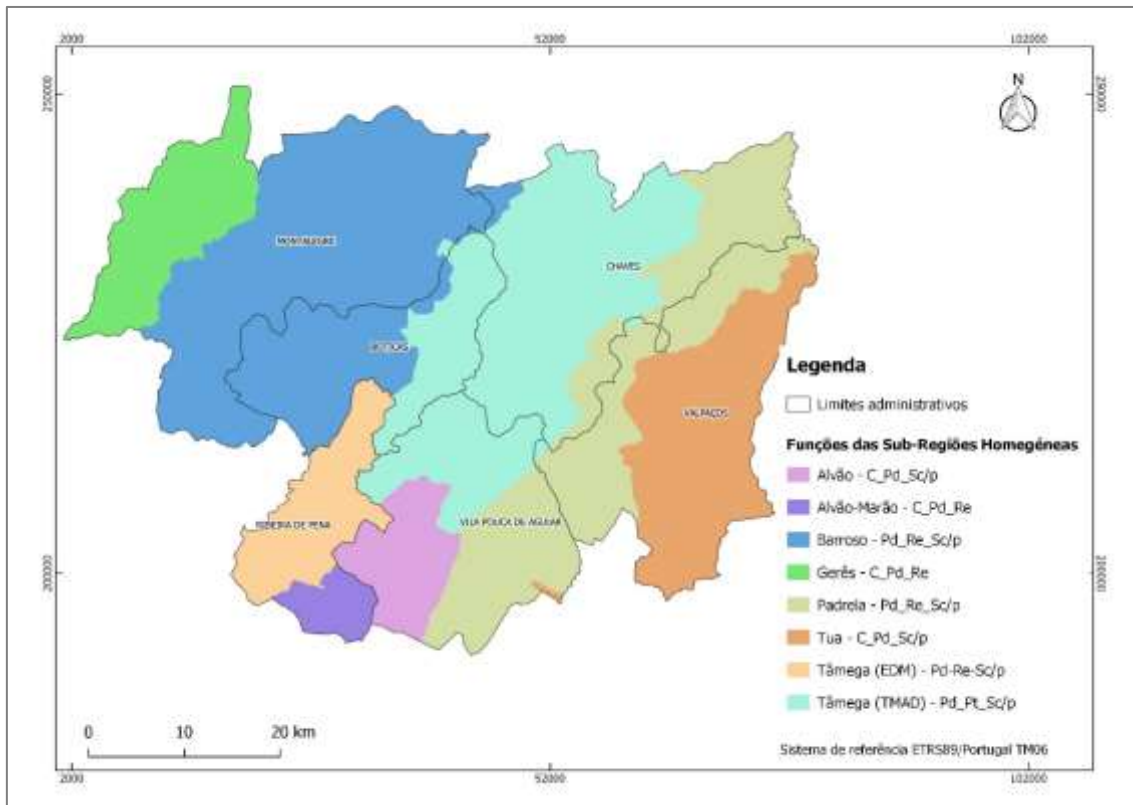 2000 52000 102000
250000 250000
N
MONTALEGRE
CHAVES
BOTICAS
VALPAÇOS
RIBEIRA DE PENA
VILA POUCA DE AGUIAR
200000 200000
Legenda
Limites administrativos
Funções das Sub-Regiões Homogéneas
Alvão - C_Pd_Sc/p
Alvão-Marão - C_Pd_Re
Barroso - Pd_Re_Sc/p
Gerês - C_Pd_Re
Padrela - Pd_Re_Sc/p
Tua - C_Pd_Sc/p
Tâmega (EDM) - Pd-Re-Sc/p
Tâmega (TMAD) - Pd_Pt_Sc/p
0 10 20 km
Sistema de referência ETRS89/Portugal TM06
2000 52000 102000